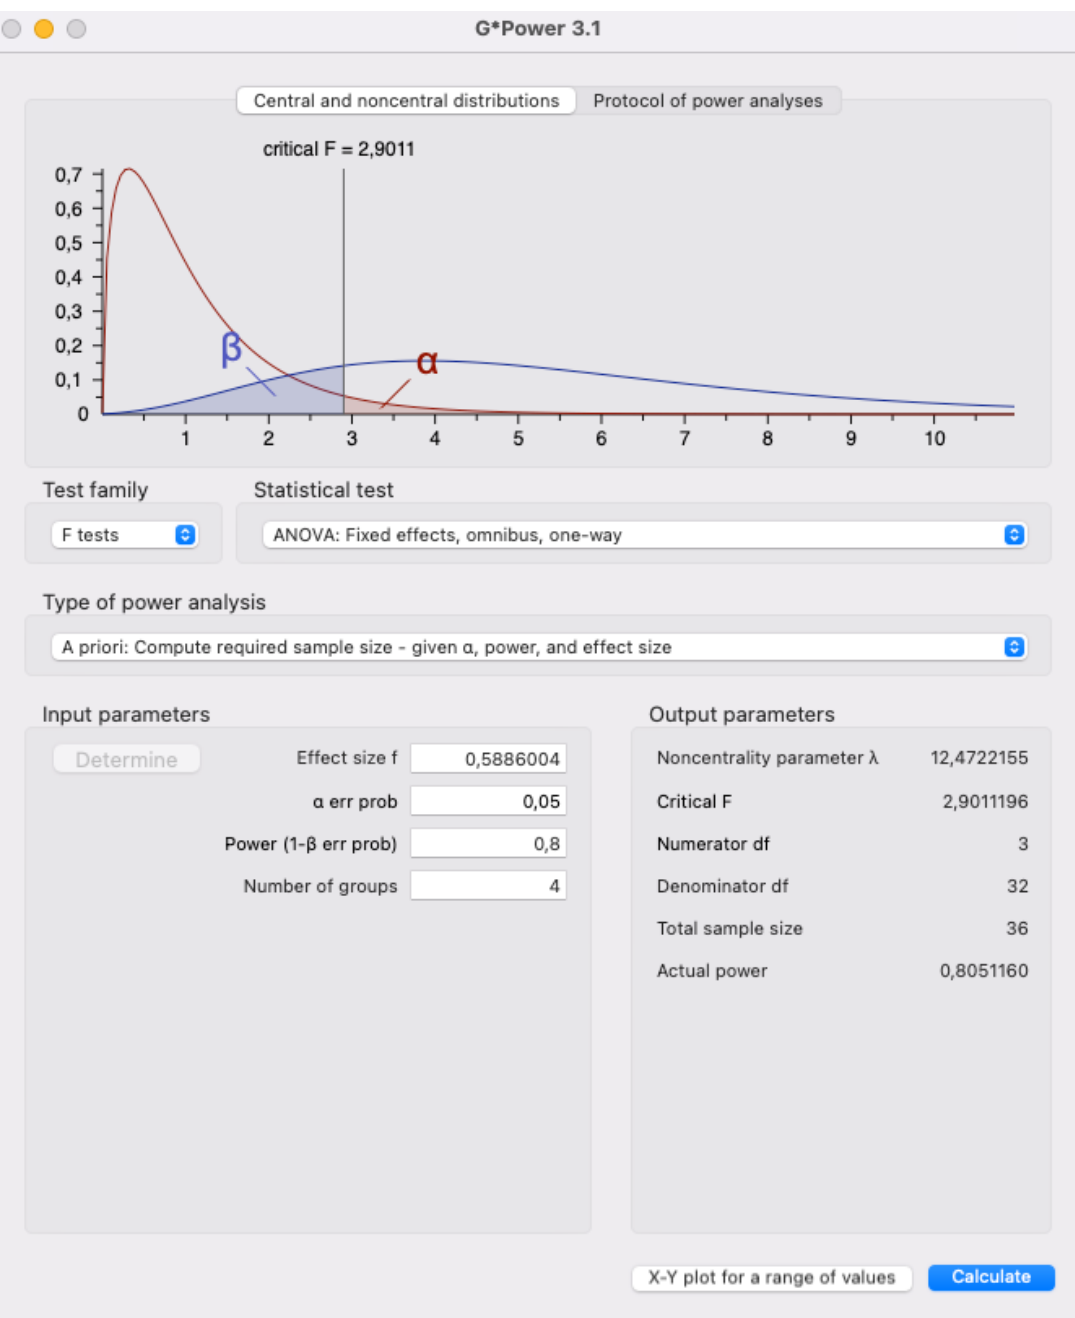 G*Power 3.1
Central and noncentral distributions Protocol of power analyses
critical F = 2,9011
0,7
0,6
0,5
0,4
0,3
0,2
0,1
0
β
α
1 2 3 4 5 6 7 8 9 10
Test family Statistical test
F tests ANOVA: Fixed effects, omnibus, one-way
Type of power analysis
A priori: Compute required sample size - given α, power, and effect size
Input parameters Output parameters
Determine Effect size f 0,5886004 Noncentrality parameter λ 12,4722155
α err prob 0,05 Critical F 2,9011196
Power (1-β err prob) 0,8 Numerator df 3
Number of groups 4 Denominator df 32
Total sample size 36
Actual power 0,8051160
X-Y plot for a range of values Calculate